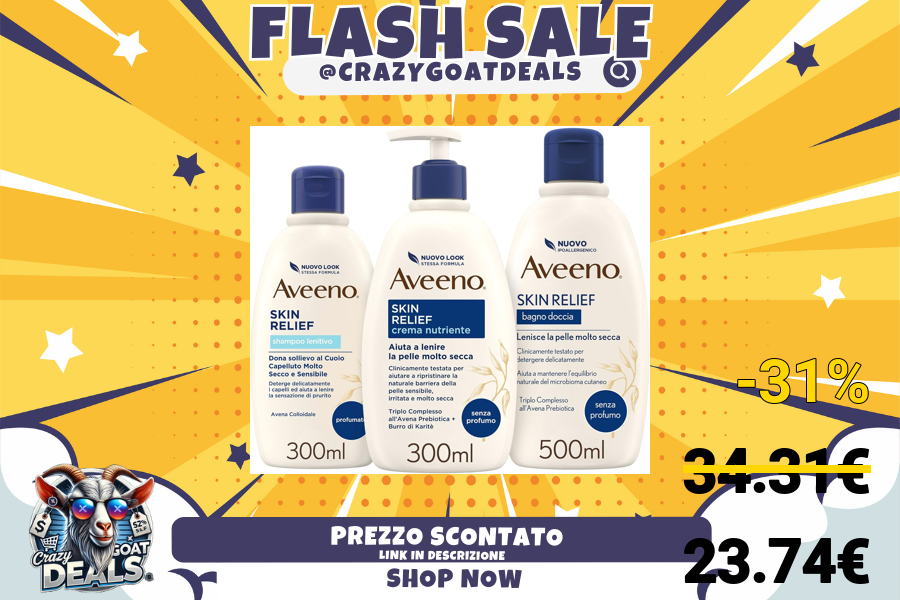 FLASH SALE
@CRAZYGOATDEALS
NUOVO LOOK
STESSA FORMULA
Aveeno.
SKIN
RELIEF
shampoo lenitivo
Dona sollievo al Cuoio
Capelluto Molto
Secco e Sensibile
Deterge delicatamente
i capelli ed aiuta a lenire
la sensazione di prurito
Avena Colloidale
300ml
NUOVO LOOK
STESSA FORMULA
Aveeno.
SKIN
RELIEF
crema nutriente
Aiuta a lenire
la pelle molto secca
Clinicamente testata per
aiutare a ripristinare la
naturale barriera della
pelle sensibile,
irritata e molto secca
Triplo Complesso
all'Avena Prebiotica +
Burro di Karitè
senza
profumo
300ml
NUOVO
IPOALLERGENICO
Aveeno.
SKIN RELIEF
bagno doccia
Lenisce la pelle molto secca
Clinicamente testato per
detergere delicatamente
Aiuta a mantenere l'equilibrio
naturale del microbioma cutaneo
Triplo Complesso
all'Avena Prebiotica
senza
profumo
500ml
-31%
34.31€
23.74€
$
52%
Crazy
GOAT
DEALS
PREZZO SCONTATO
LINK IN DESCRIZIONE
SHOP NOW